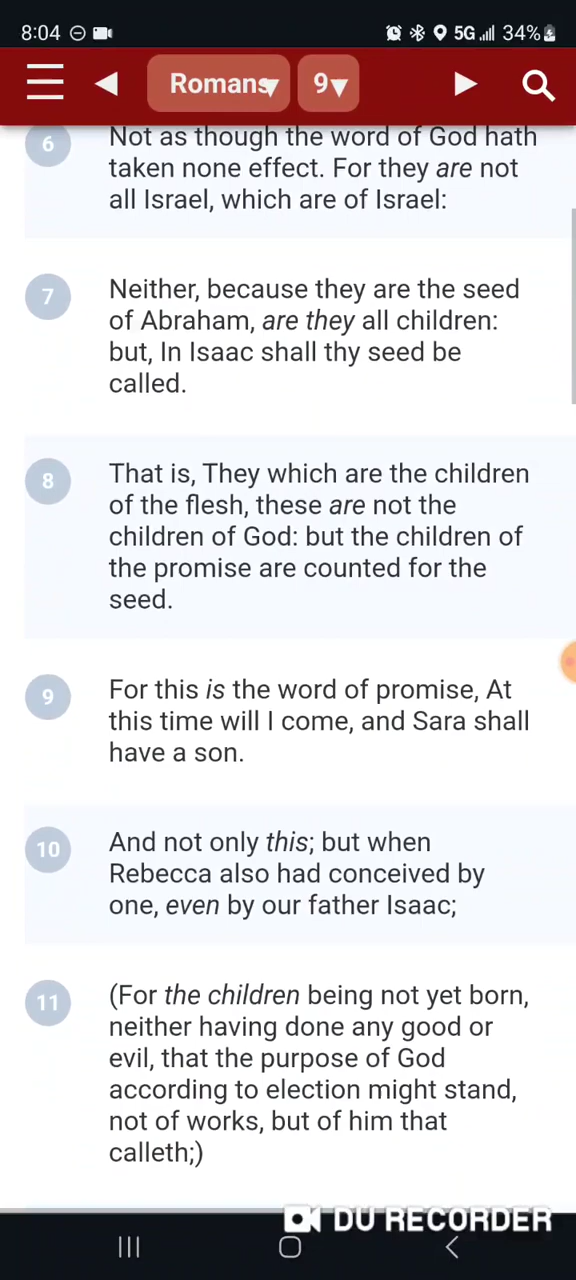 8:04 5G 34%
Romans 9
6 Not as though the word of God hath
taken none effect. For they are not
all Israel, which are of Israel:
7 Neither, because they are the seed
of Abraham, are they all children:
but, In Isaac shall thy seed be
called.
8 That is, They which are the children
of the flesh, these are not the
children of God: but the children of
the promise are counted for the
seed.
9 For this is the word of promise, At
this time will I come, and Sara shall
have a son.
10 And not only this; but when
Rebecca also had conceived by
one, even by our father Isaac;
11 (For the children being not yet born,
neither having done any good or
evil, that the purpose of God
according to election might stand,
not of works, but of him that
calleth;)
DU RECORDER